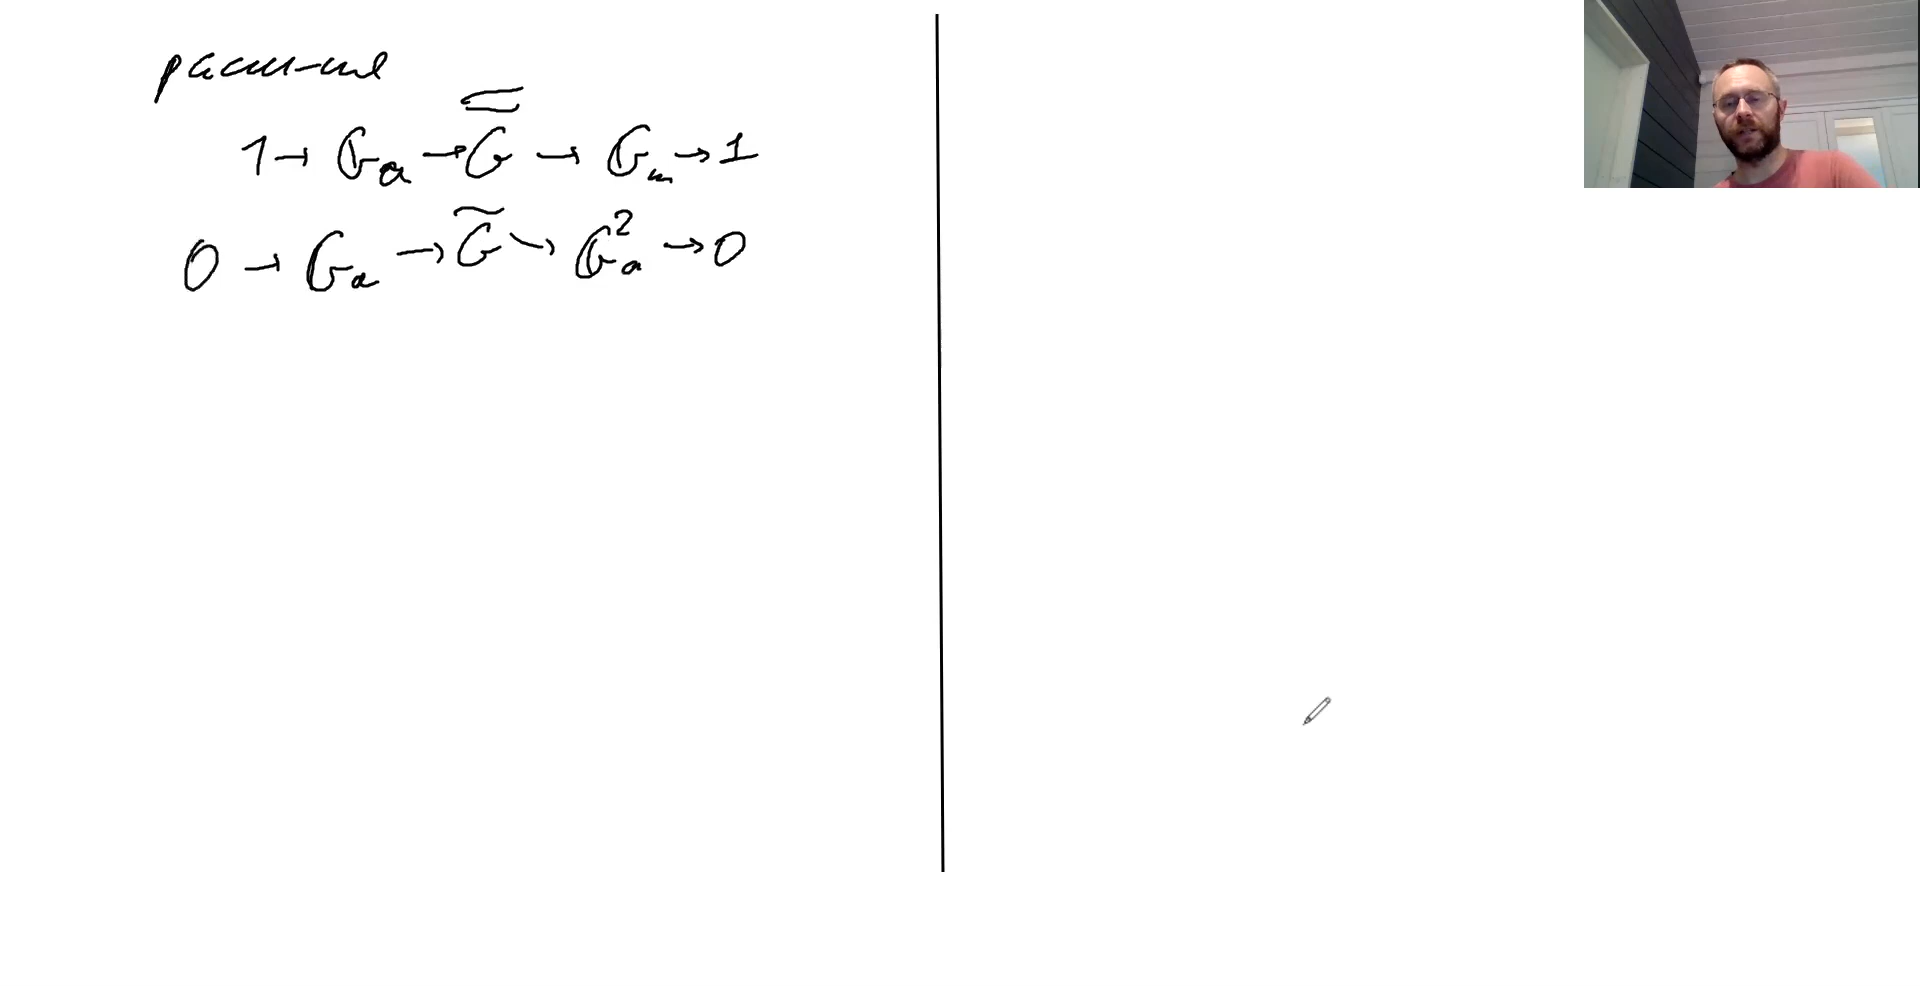 расш-ие
1 → G_a → G̿ → G_m → 1
0 → G_a → G̃ → G_a^2 → 0